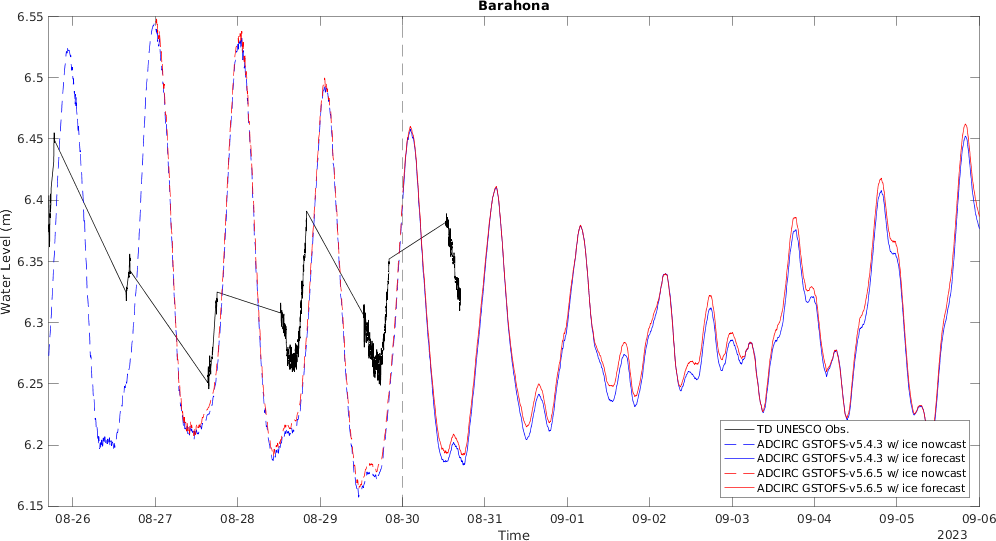 Barahona
6.55
6.5
6.45
6.4
6.35
6.3
6.25
6.2
6.15
Water Level (m)
TD UNESCO Obs.
ADCIRC GSTOFS-v5.4.3 w/ ice nowcast
ADCIRC GSTOFS-v5.4.3 w/ ice forecast
ADCIRC GSTOFS-v5.6.5 w/ ice nowcast
ADCIRC GSTOFS-v5.6.5 w/ ice forecast
08-26 08-27 08-28 08-29 08-30 08-31 09-01 09-02 09-03 09-04 09-05 09-06
Time
2023